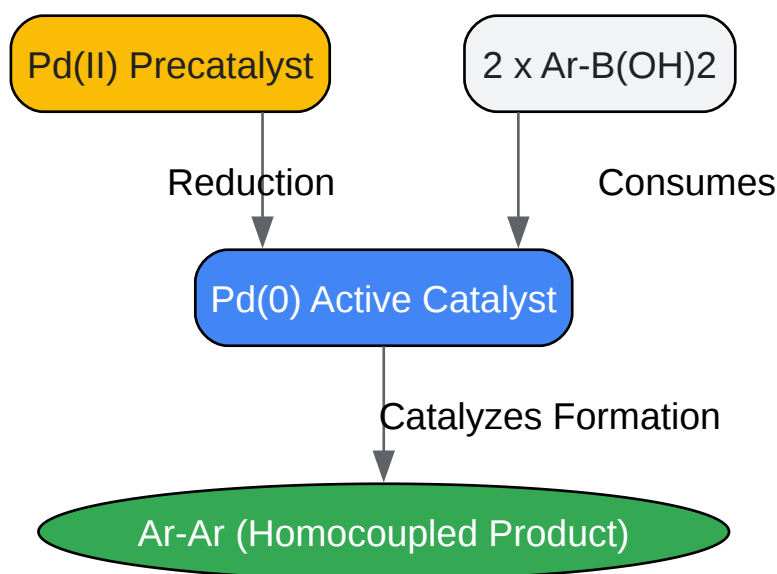 Pd(II) Precatalyst
2 x Ar-B(OH)2
Reduction
Consumes
Pd(0) Active Catalyst
Catalyzes Formation
Ar-Ar (Homocoupled Product)